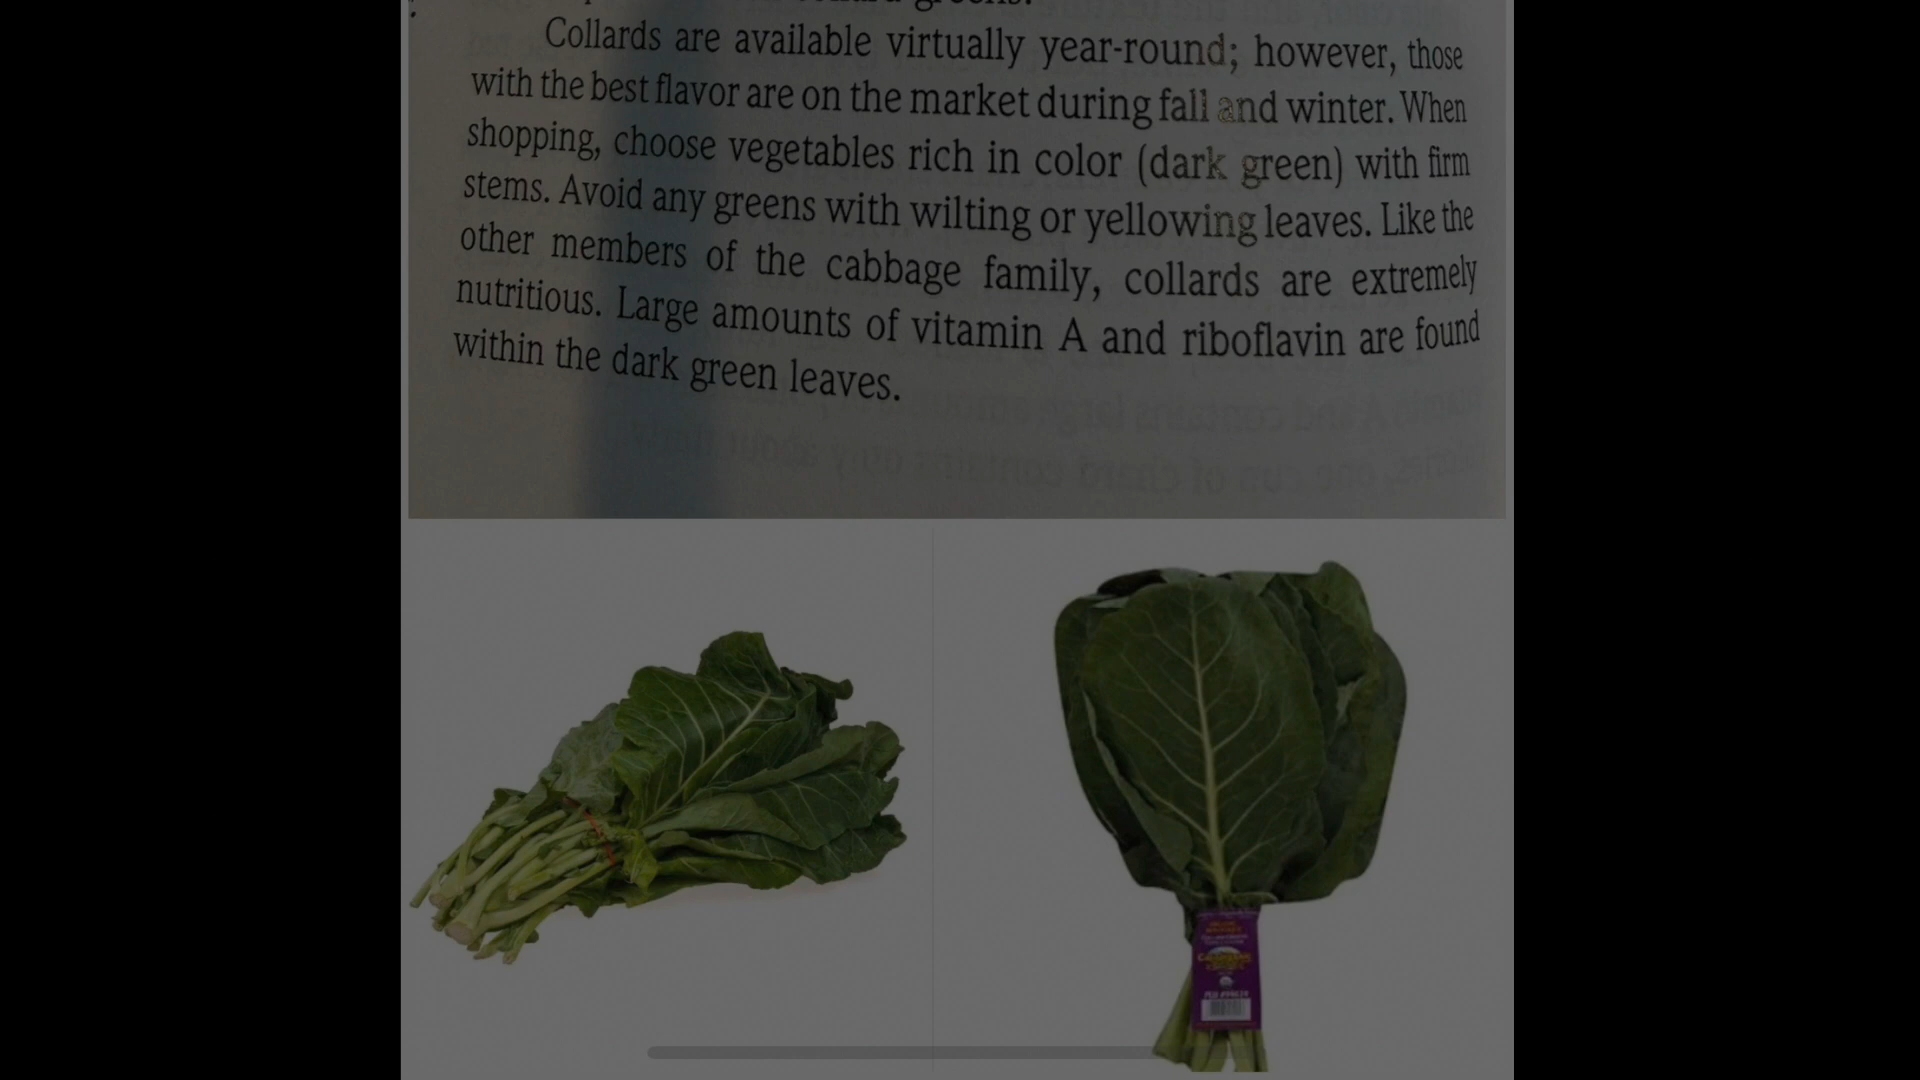 greens.
Collards are available virtually year-round; however, those
with the best flavor are on the market during fall and winter. When
shopping, choose vegetables rich in color (dark green) with firm
stems. Avoid any greens with wilting or yellowing leaves. Like the
other members of the cabbage family, collards are extremely
nutritious. Large amounts of vitamin A and riboflavin are found
within the dark green leaves.